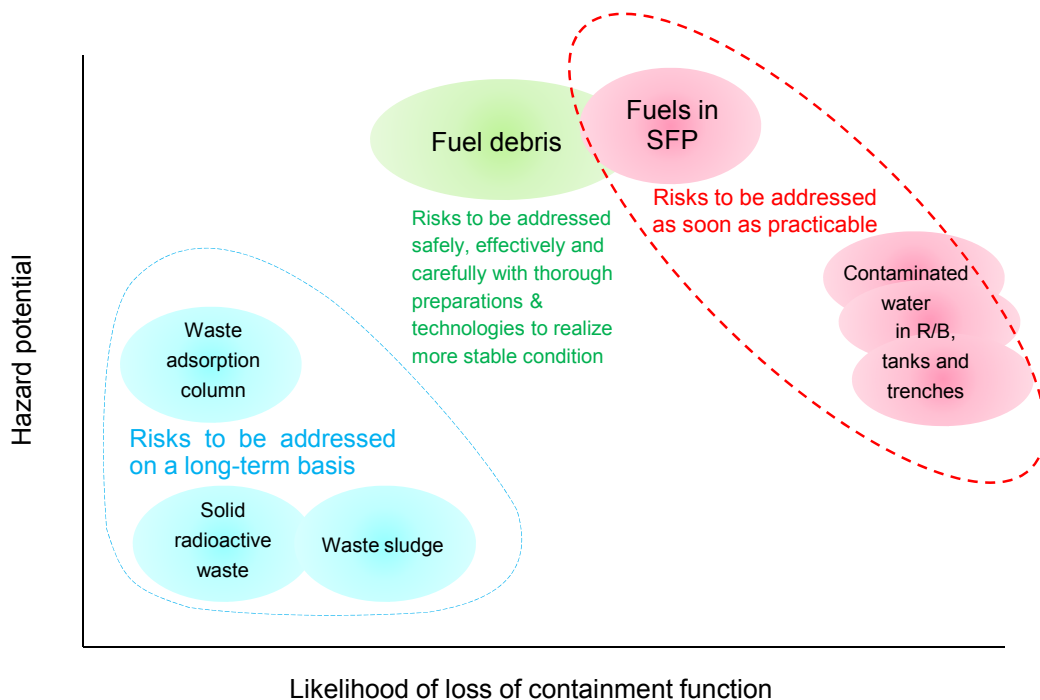 Hazard potential
Fuel debris
Fuels in
SFP
Risks to be addressed
as soon as practicable
Risks to be addressed
safely, effectively and
carefully with thorough
preparations &
technologies to realize
more stable condition
Contaminated
water
in R/B,
tanks and
trenches
Waste
adsorption
column
Risks to be addressed
on a long-term basis
Solid
radioactive
waste
Waste sludge
Likelihood of loss of containment function